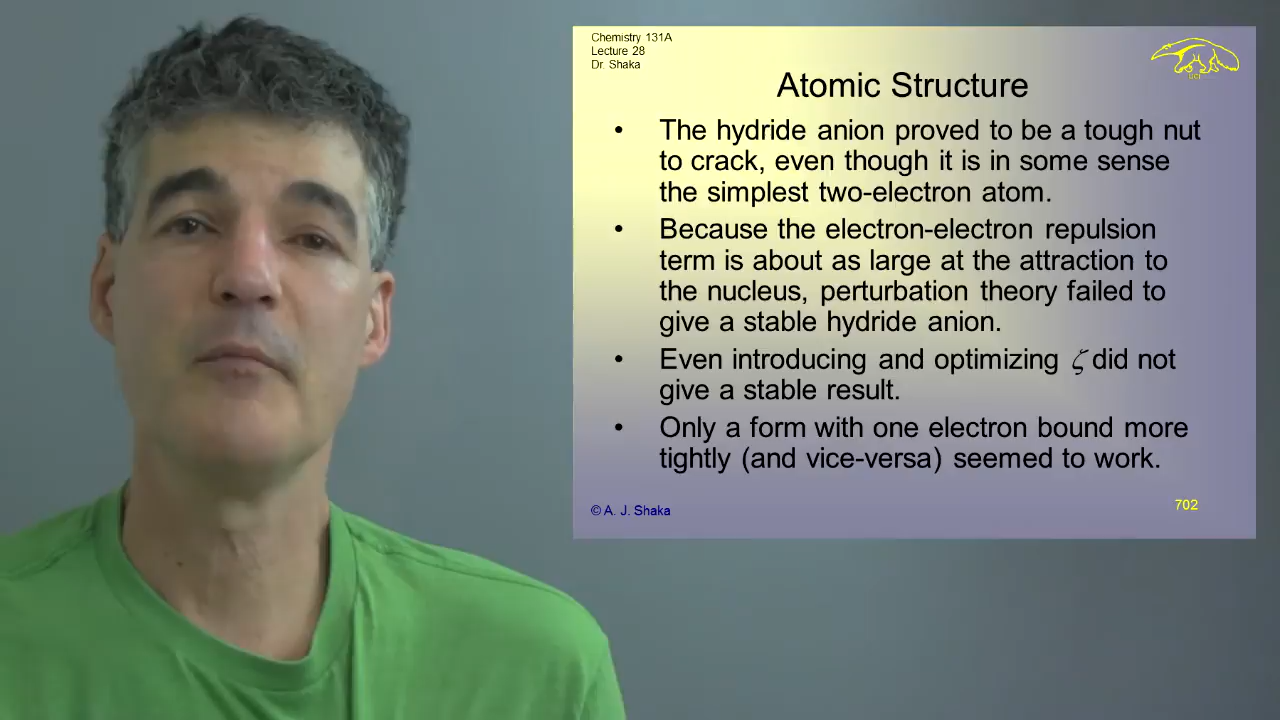 Chemistry 131A
Lecture 28
Dr. Shaka
UCI
Atomic Structure
• The hydride anion proved to be a tough nut
to crack, even though it is in some sense
the simplest two-electron atom.
• Because the electron-electron repulsion
term is about as large at the attraction to
the nucleus, perturbation theory failed to
give a stable hydride anion.
• Even introducing and optimizing ζ did not
give a stable result.
• Only a form with one electron bound more
tightly (and vice-versa) seemed to work.
© A. J. Shaka
702